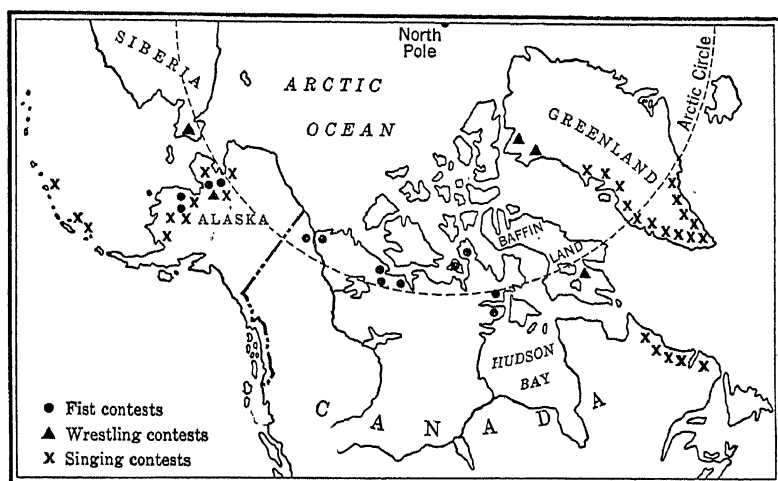 North
Pole
SIBERIA
ARCTIC
OCEAN
Arctic Circle
GREENLAND
ALASKA
BAFFIN
LAND
HUDSON
BAY
CANADA
● Fist contests
▲ Wrestling contests
X Singing contests